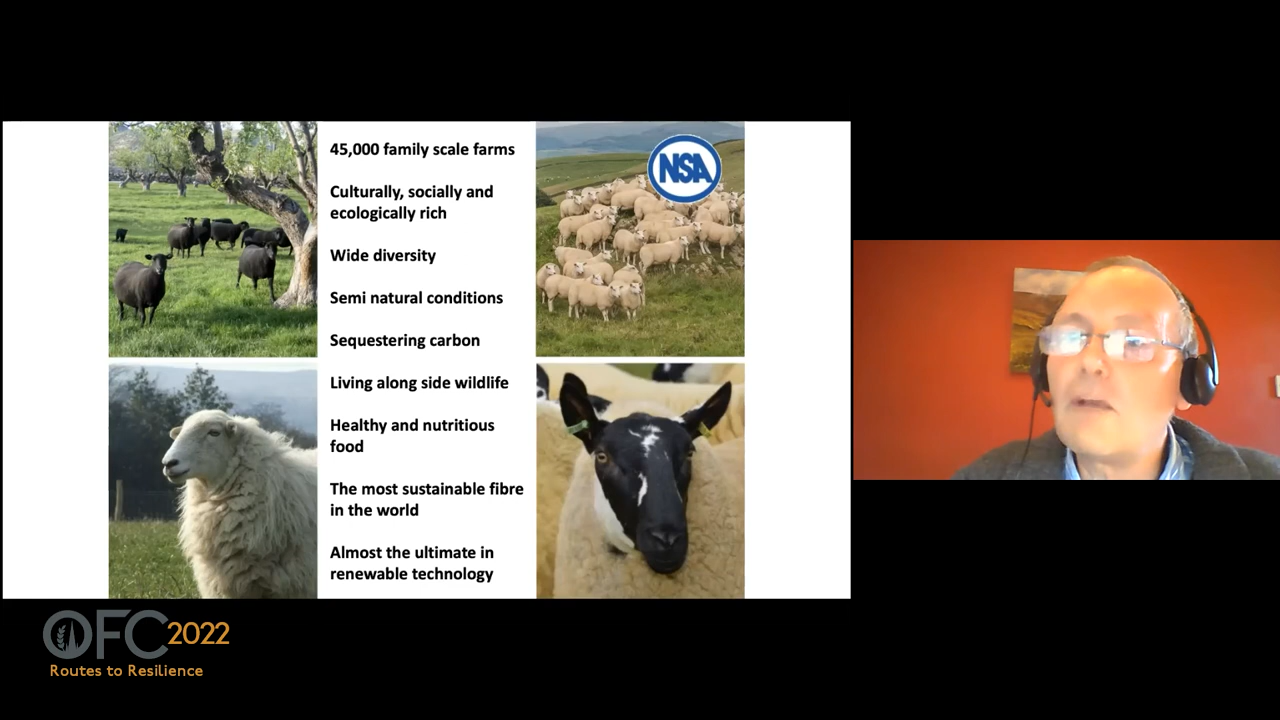 45,000 family scale farms
Culturally, socially and
ecologically rich
Wide diversity
Semi natural conditions
Sequestering carbon
Living along side wildlife
Healthy and nutritious
food
The most sustainable fibre
in the world
Almost the ultimate in
renewable technology
NSA
OFC2022
Routes to Resilience